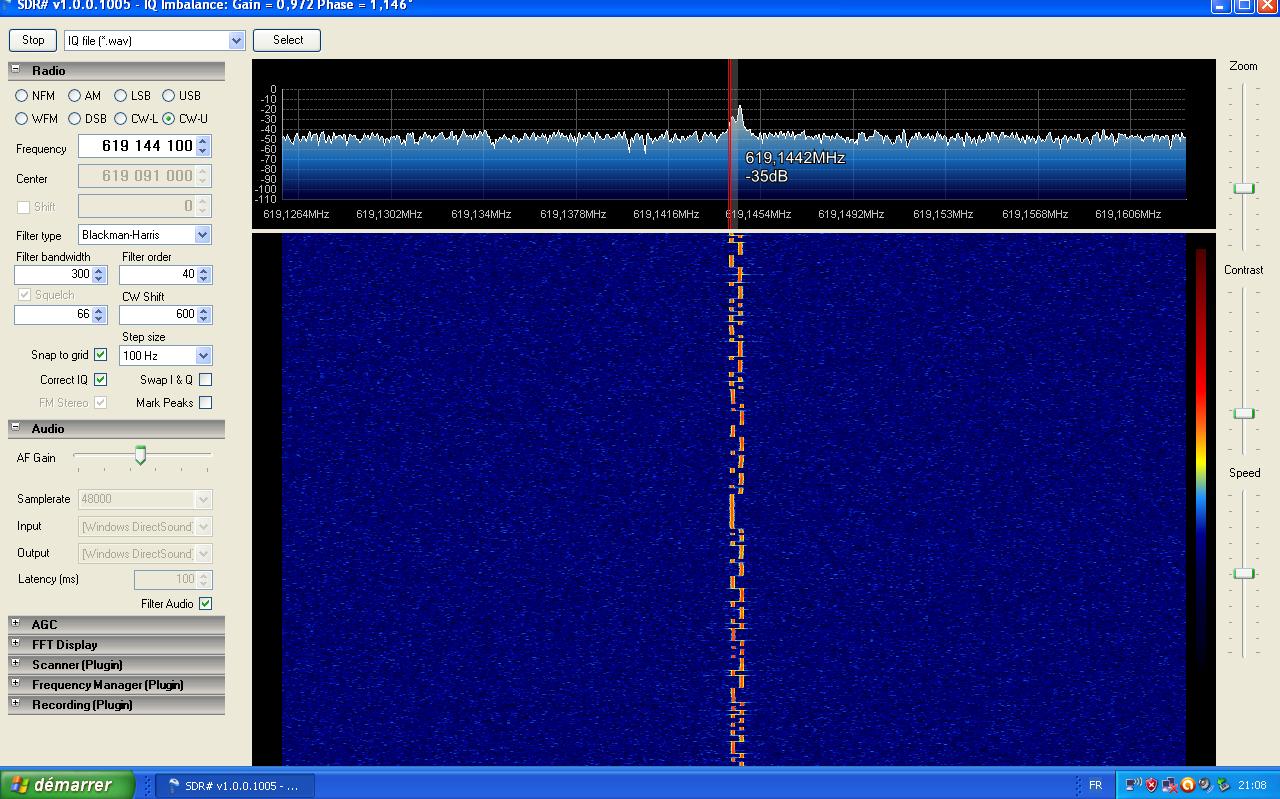 SDR# v1.0.0.1005 - IQ Imbalance: Gain = 0,972 Phase = 1,146°
Stop
IQ file (*.wav)
Select
Radio
NFM AM LSB USB
WFM DSB CW-L CW-U
Frequency 619 144 100
Center 619 091 000
Shift 0
Filter type Blackman-Harris
Filter bandwidth Filter order
300 40
Squelch CW Shift
66 600
Step size
Snap to grid 100 Hz
Correct IQ Swap I & Q
FM Stereo Mark Peaks
Audio
AF Gain
Samplerate 48000
Input [Windows DirectSound]
Output [Windows DirectSound]
Latency (ms) 100
Filter Audio
AGC
FFT Display
Scanner (Plugin)
Frequency Manager (Plugin)
Recording (Plugin)
0
-10
-20
-30
-40
-50
-60
-70
-80
-90
-100
-110
619,1442MHz
-35dB
619,1264MHz 619,1302MHz 619,134MHz 619,1378MHz 619,1416MHz 619,1454MHz 619,1492MHz 619,153MHz 619,1568MHz 619,1606MHz
Zoom
Contrast
Speed
démarrer
SDR# v1.0.0.1005 - ...
FR
21:08